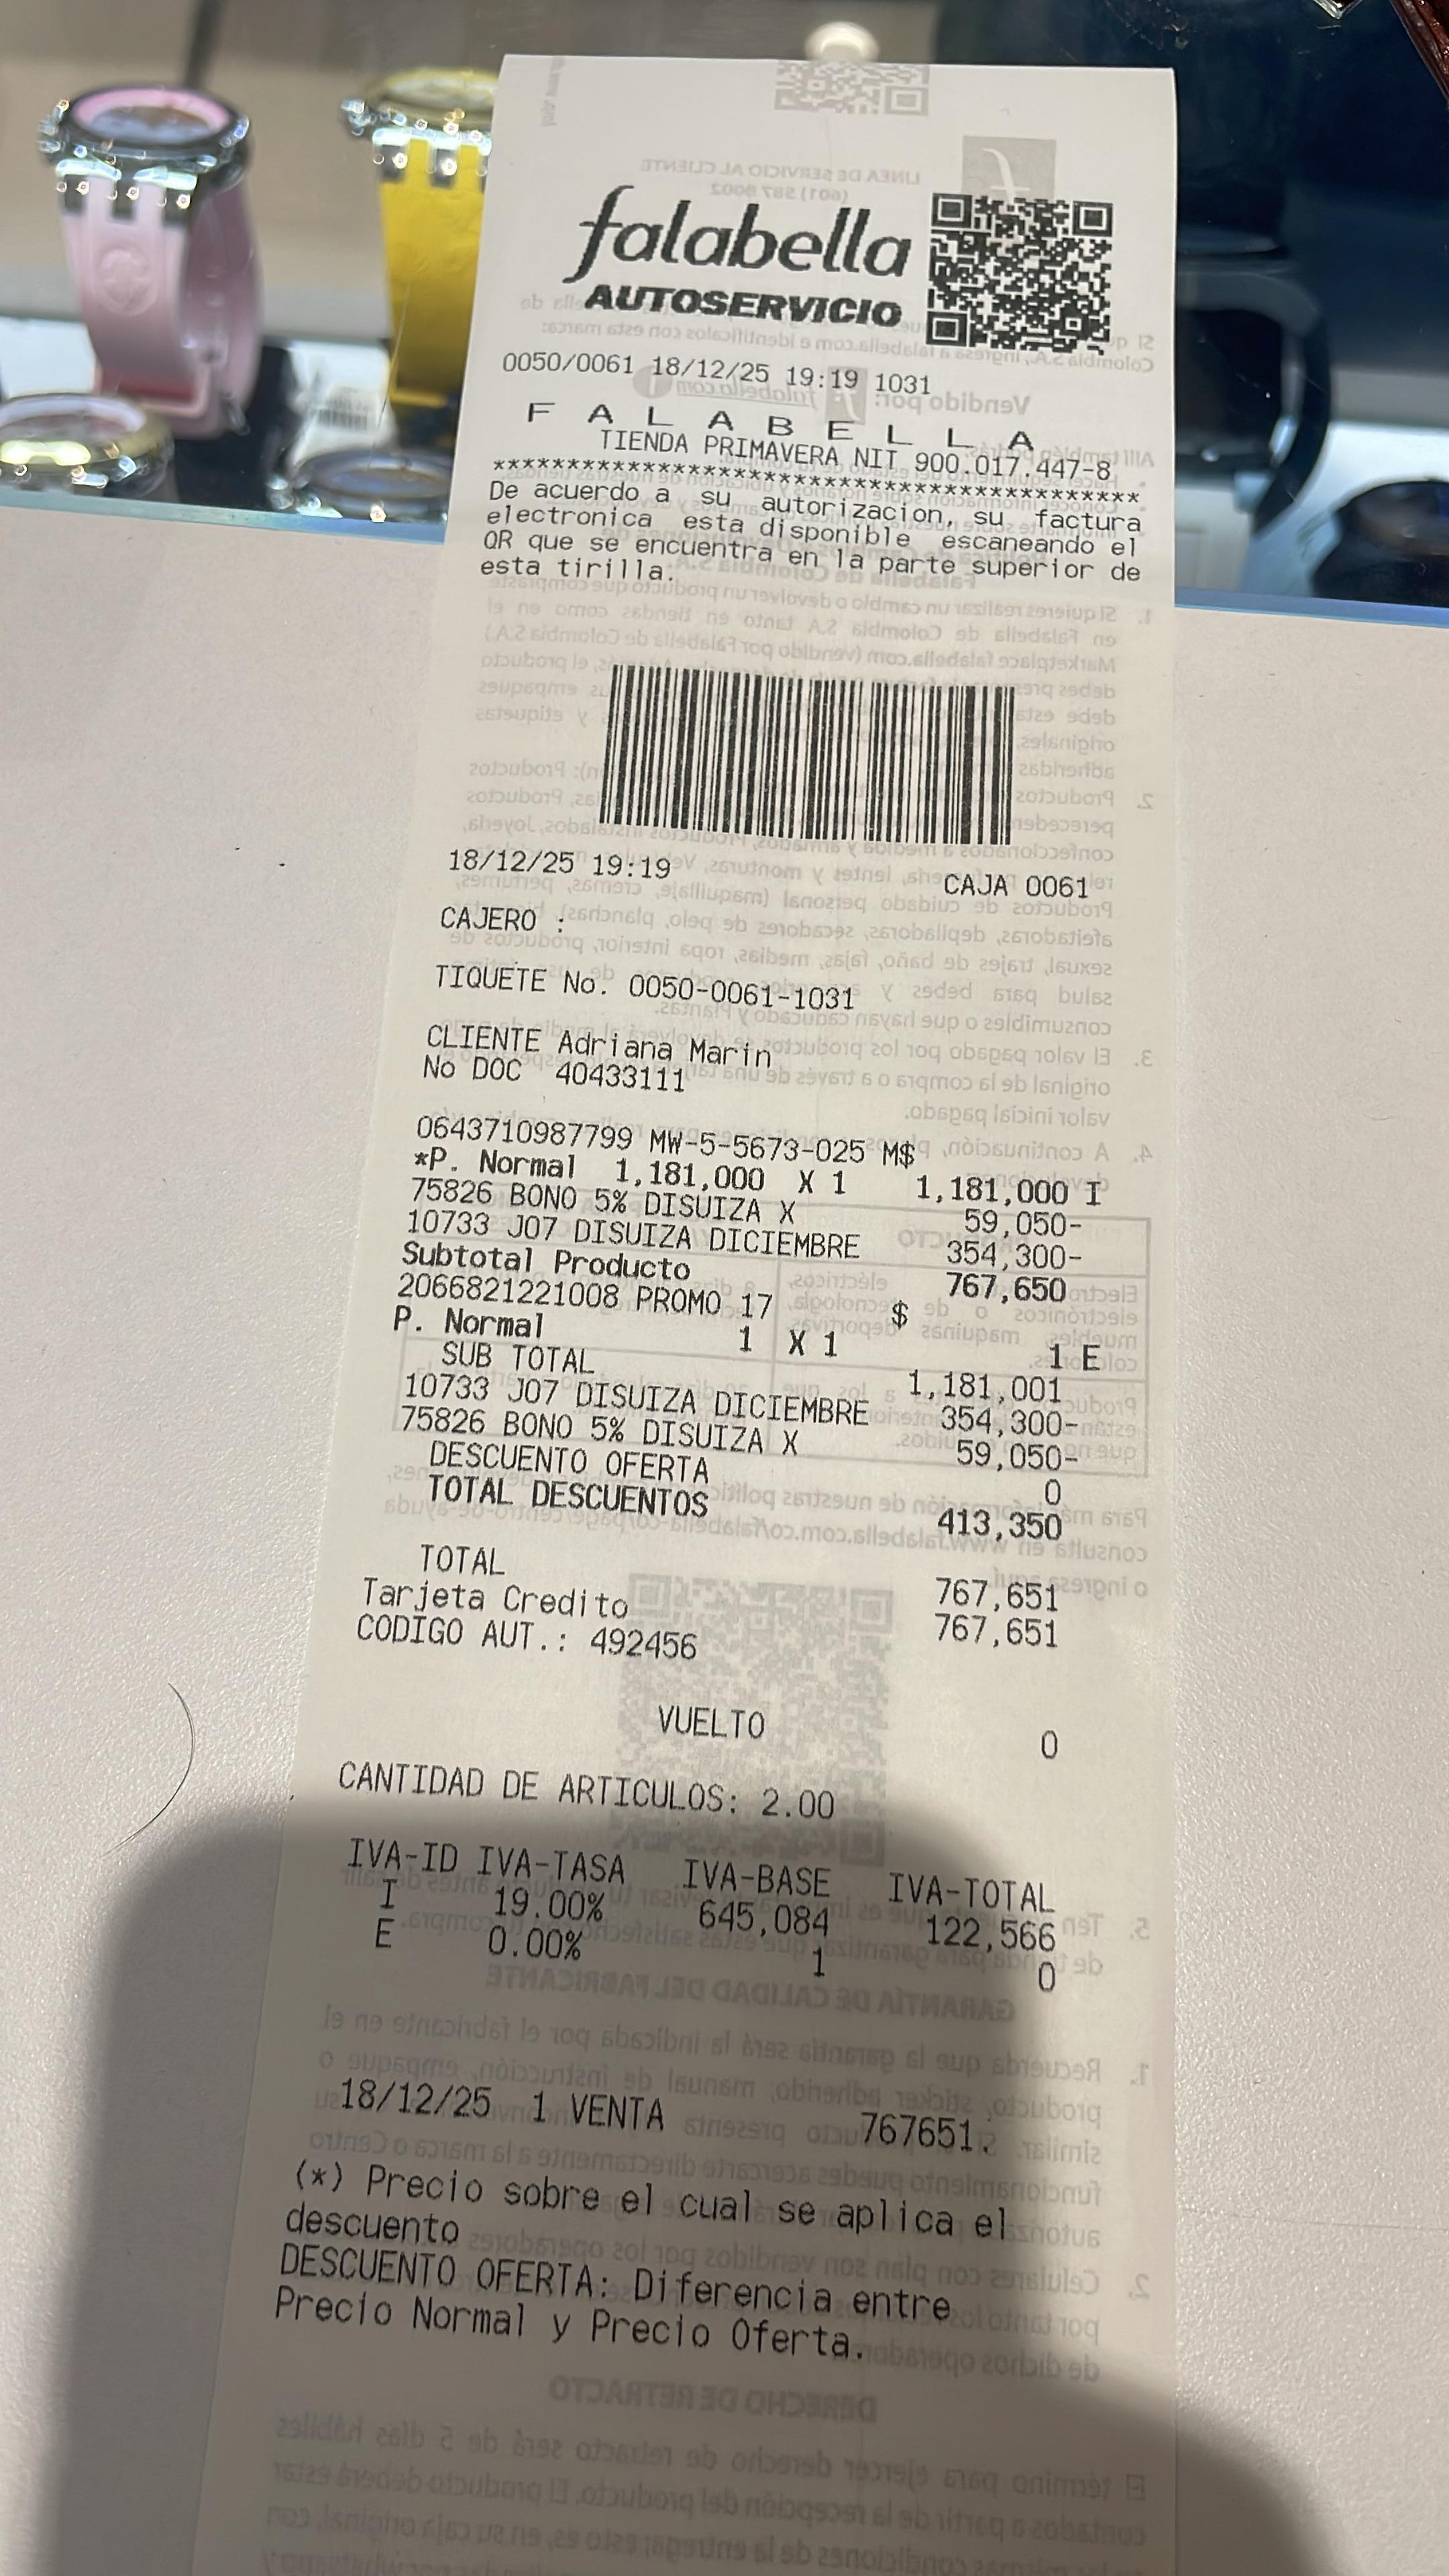 falabella
AUTOSERVICIO
0050/0061 18/12/25 19:19 1031
F A L A B E L L A
TIENDA PRIMAVERA NIT 900.017.447-8
********************************************
De acuerdo a su autorizacion, su factura
electronica esta disponible escaneando el
QR que se encuentra en la parte superior de
esta tirilla.
18/12/25 19:19 CAJA 0061
CAJERO :
TIQUETE No. 0050-0061-1031
CLIENTE Adriana Marin
No DOC 40433111
0643710987799 MW-5-5673-025 M$
*P. Normal 1,181,000 X 1 1,181,000 I
75826 BONO 5% DISUIZA X 59,050-
10733 J07 DISUIZA DICIEMBRE 354,300-
Subtotal Producto 767,650
2066821221008 PROMO 17 $
P. Normal 1 X 1 1 E
SUB TOTAL 1,181,001
10733 J07 DISUIZA DICIEMBRE 354,300-
75826 BONO 5% DISUIZA X 59,050-
DESCUENTO OFERTA 0
TOTAL DESCUENTOS 413,350
TOTAL 767,651
Tarjeta Credito 767,651
CODIGO AUT.: 492456
VUELTO 0
CANTIDAD DE ARTICULOS: 2.00
IVA-ID IVA-TASA IVA-BASE IVA-TOTAL
I 19.00% 645,084 122,566
E 0.00% 1 0
18/12/25 1 VENTA 767651.
(*) Precio sobre el cual se aplica el
descuento
DESCUENTO OFERTA: Diferencia entre
Precio Normal y Precio Oferta.